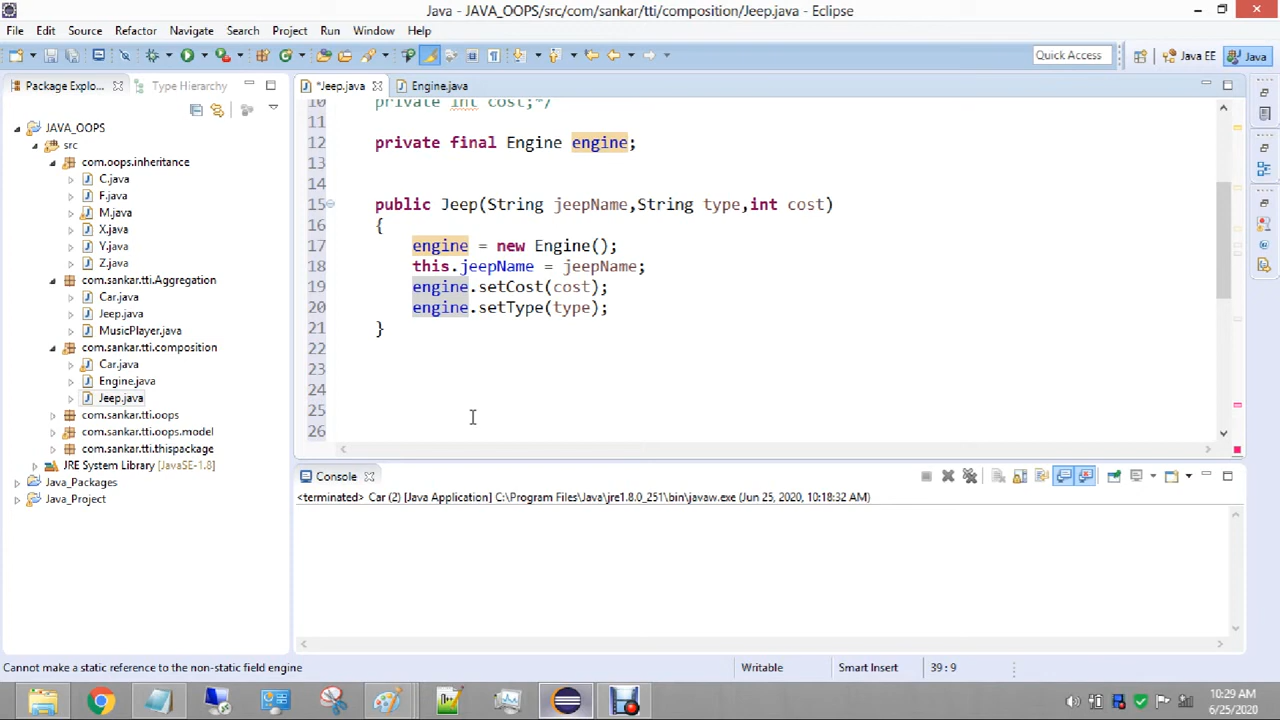 Java - JAVA_OOPS/src/com/sankar/tti/composition/Jeep.java - Eclipse
File Edit Source Refactor Navigate Search Project Run Window Help
Quick Access Java EE Java
Package Explo... Type Hierarchy
*Jeep.java Engine.java
JAVA_OOPS
src
com.oops.inheritance
C.java
F.java
M.java
X.java
Y.java
Z.java
com.sankar.tti.Aggregation
Car.java
Jeep.java
MusicPlayer.java
com.sankar.tti.composition
Car.java
Engine.java
Jeep.java
com.sankar.tti.oops
com.sankar.tti.oops.model
com.sankar.tti.thispackage
JRE System Library [JavaSE-1.8]
Java_Packages
Java_Project
10 private int cost;*/
11
12 private final Engine engine;
13
14
15 public Jeep(String jeepName,String type,int cost)
16 {
17 engine = new Engine();
18 this.jeepName = jeepName;
19 engine.setCost(cost);
20 engine.setType(type);
21 }
22
23
24
25
26
Console
<terminated> Car (2) [Java Application] C:\Program Files\Java\jre1.8.0_251\bin\javaw.exe (Jun 25, 2020, 10:18:32 AM)
Cannot make a static reference to the non-static field engine Writable Smart Insert 39 : 9
10:29 AM
6/25/2020